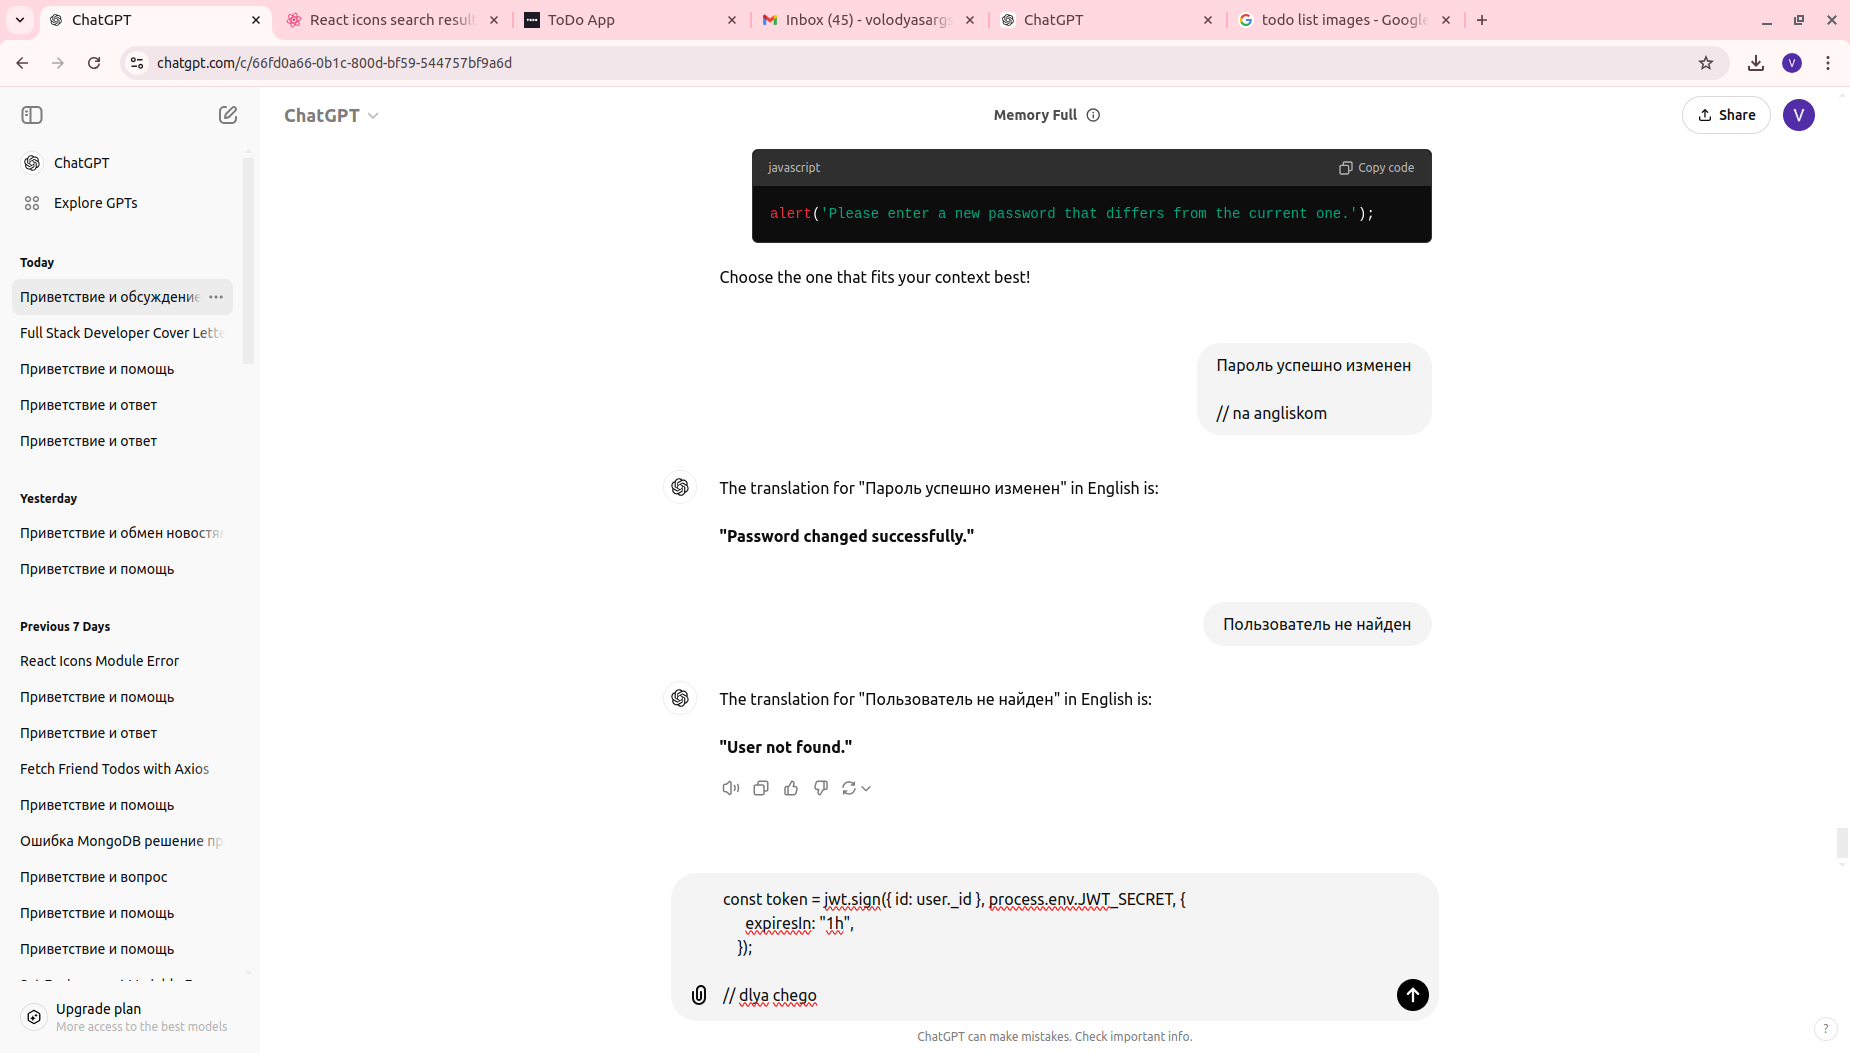 ChatGPT
React icons search result
ToDo App
Inbox (45) - volodyasargs
ChatGPT
todo list images - Google
chatgpt.com/c/66fd0a66-0b1c-800d-bf59-544757bf9a6d
V
ChatGPT
Memory Full
Share
V
ChatGPT
Explore GPTs
Today
Приветствие и обсуждение
Full Stack Developer Cover Lette
Приветствие и помощь
Приветствие и ответ
Приветствие и ответ
Yesterday
Приветствие и обмен новостям
Приветствие и помощь
Previous 7 Days
React Icons Module Error
Приветствие и помощь
Приветствие и ответ
Fetch Friend Todos with Axios
Приветствие и помощь
Ошибка MongoDB решение пр
Приветствие и вопрос
Приветствие и помощь
Приветствие и помощь
Upgrade plan
More access to the best models
javascript
Copy code
alert('Please enter a new password that differs from the current one.');
Choose the one that fits your context best!
Пароль успешно изменен
// na angliskom
The translation for "Пароль успешно изменен" in English is:
"Password changed successfully."
Пользователь не найден
The translation for "Пользователь не найден" in English is:
"User not found."
const token = jwt.sign({ id: user._id }, process.env.JWT_SECRET, {
expiresIn: "1h",
});
// dlya chego
ChatGPT can make mistakes. Check important info.
?